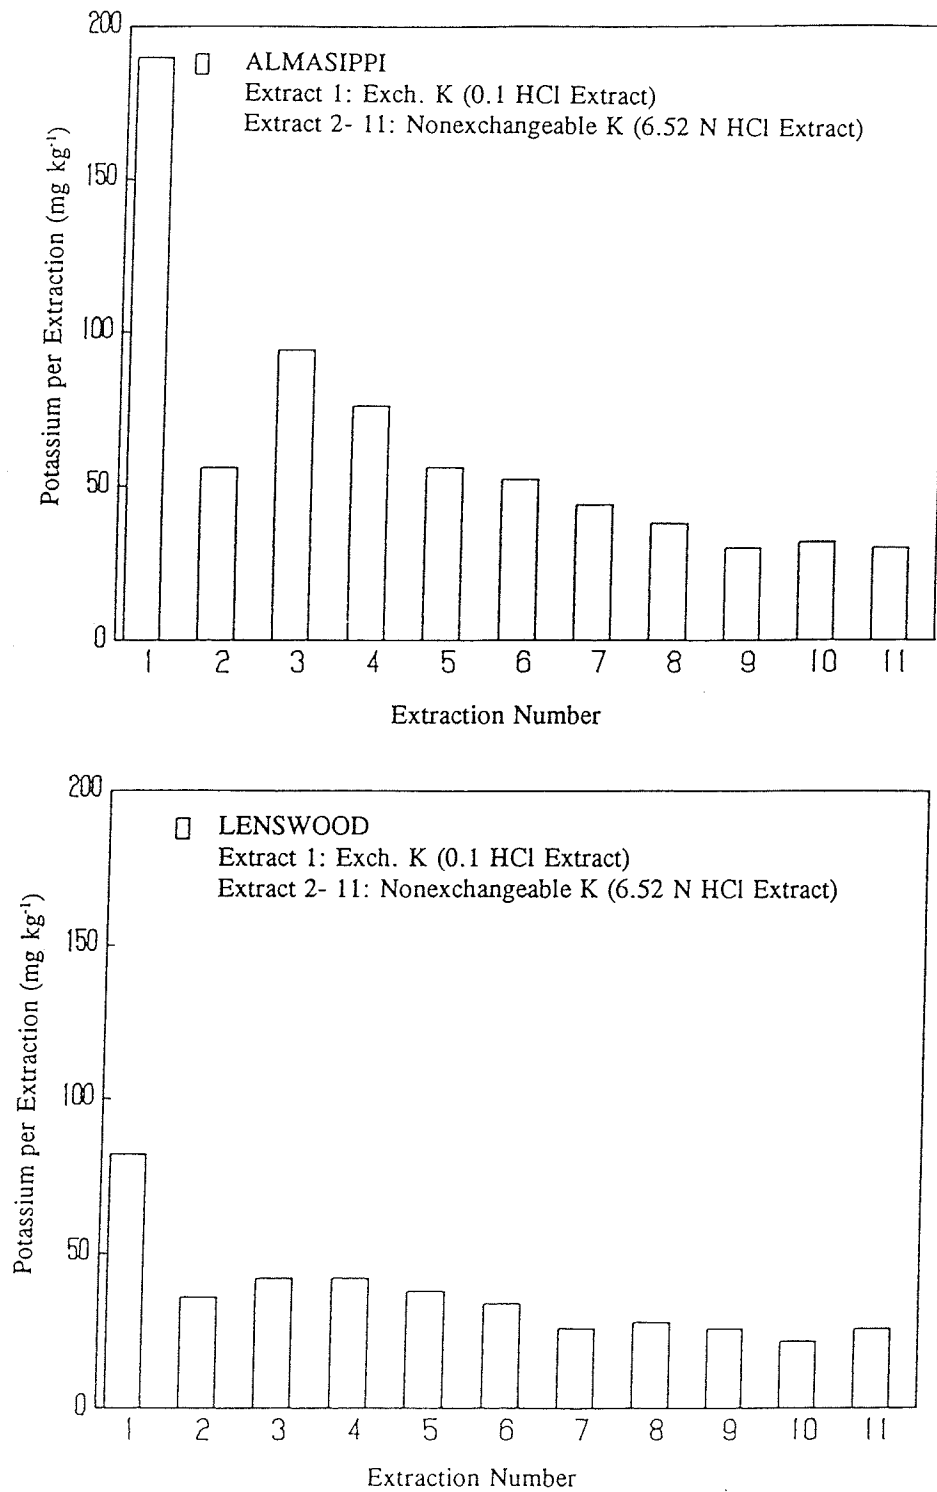 200
ALMASIPPI
Extract 1: Exch. K (0.1 HCl Extract)
Extract 2- 11: Nonexchangeable K (6.52 N HCl Extract)
150
100
50
0
Potassium per Extraction (mg kg-1)
1 2 3 4 5 6 7 8 9 10 11
Extraction Number
200
LENSWOOD
Extract 1: Exch. K (0.1 HCl Extract)
Extract 2- 11: Nonexchangeable K (6.52 N HCl Extract)
150
100
50
0
Potassium per Extraction (mg kg-1)
1 2 3 4 5 6 7 8 9 10 11
Extraction Number